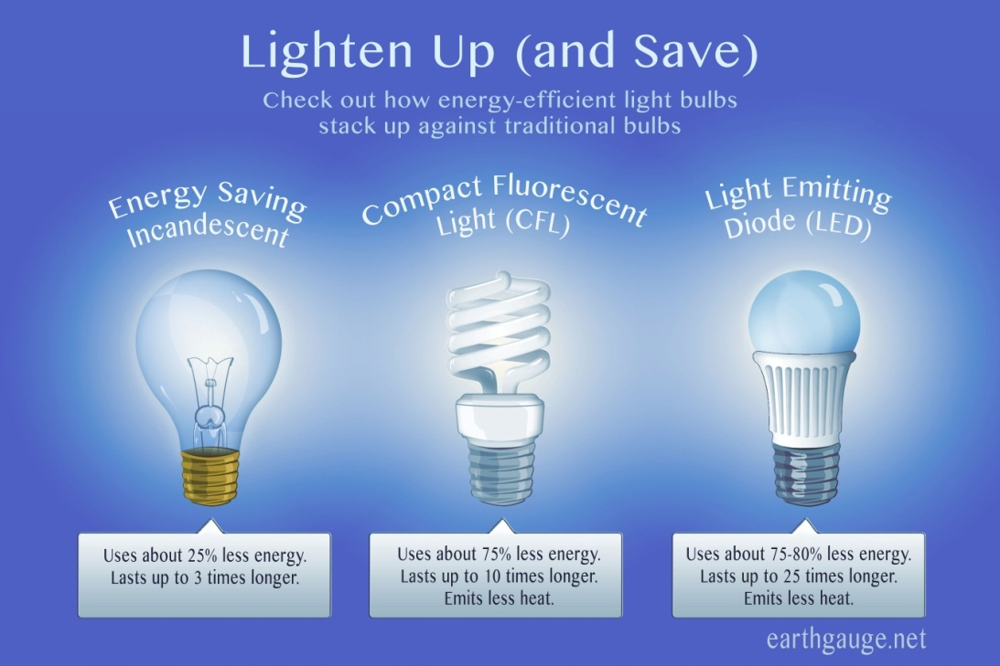 Lighten Up (and Save)
Check out how energy-efficient light bulbs
stack up against traditional bulbs
Energy Saving
Incandescent
Compact Fluorescent
Light (CFL)
Light Emitting
Diode (LED)
Uses about 25% less energy.
Lasts up to 3 times longer.
Uses about 75% less energy.
Lasts up to 10 times longer.
Emits less heat.
Uses about 75-80% less energy.
Lasts up to 25 times longer.
Emits less heat.
earthgauge.net